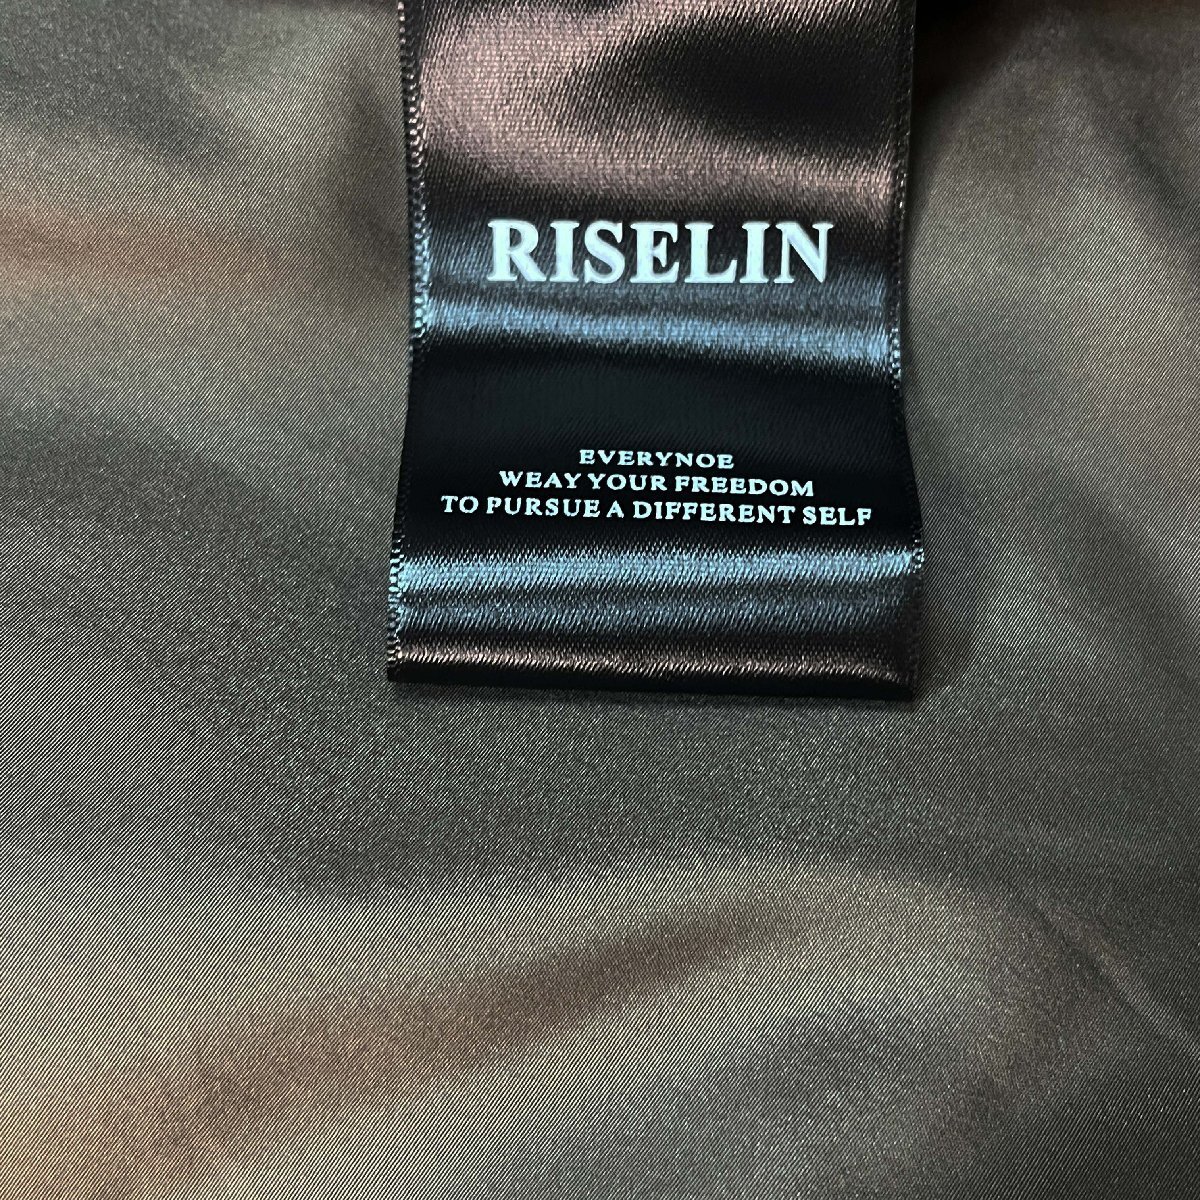 RISELIN
EVERYNOE
WEAY YOUR FREEDOM
TO PURSUE A DIFFERENT SELF